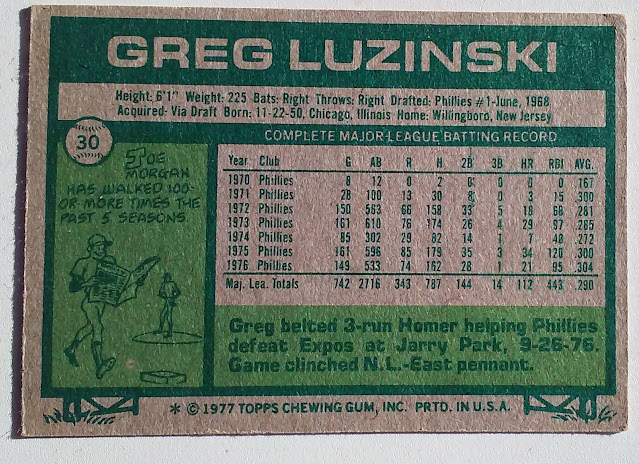 GREG LUZINSKI
Height: 6'1" Weight: 225 Bats: Right Throws: Right Drafted: Phillies #1-June, 1968
Acquired: Via Draft Born: 11-22-50, Chicago, Illinois Home: Willingboro, New Jersey
30
COMPLETE MAJOR LEAGUE BATTING RECORD
JOE
MORGAN
HAS WALKED 100-
OR MORE TIMES THE
PAST 5 SEASONS.
Year Club G AB R H 2B 3B HR RBI AVG.
1970 Phillies 8 12 0 2 0 0 0 0 .167
1971 Phillies 28 100 13 30 8 0 3 15 .300
1972 Phillies 150 563 66 158 33 5 18 68 .281
1973 Phillies 161 610 76 174 26 4 29 97 .285
1974 Phillies 85 302 29 82 14 1 7 48 .272
1975 Phillies 161 596 85 179 35 3 34 120 .300
1976 Phillies 149 533 74 162 28 1 21 95 .304
Maj. Lea. Totals 742 2716 343 787 144 14 112 443 .290
Greg belted 3-run Homer helping Phillies
defeat Expos at Jarry Park, 9-26-76.
Game clinched N.L.-East pennant.
* © 1977 TOPPS CHEWING GUM, INC. PRTD. IN U.S.A.